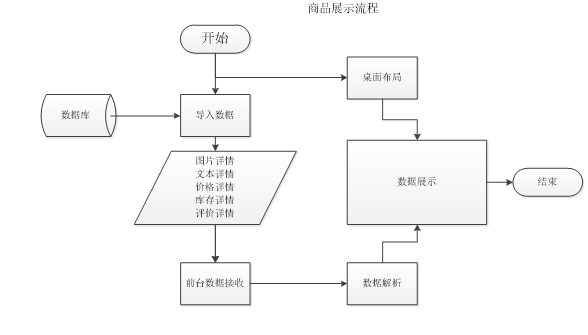 商品展示流程
开始
桌面布局
数据库
导入数据
图片详情
文本详情
价格详情
库存详情
评价详情
数据展示
结束
前台数据接收
数据解析